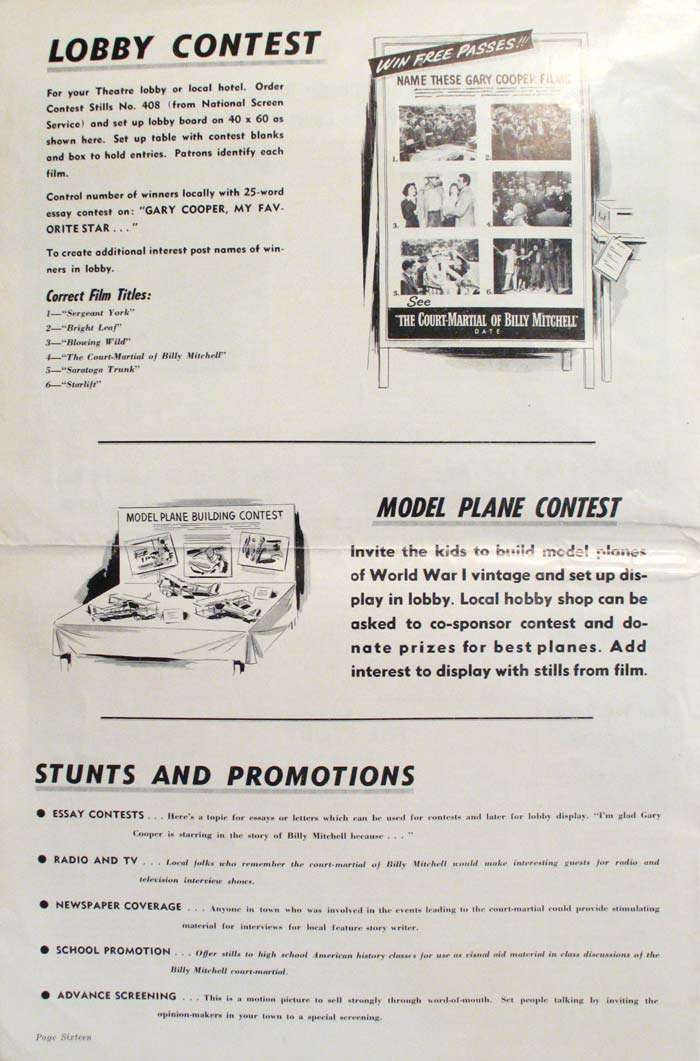 LOBBY CONTEST
For your Theatre lobby or local hotel. Order
Contest Stills No. 408 (from National Screen
Service) and set up lobby board on 40 x 60 as
shown here. Set up table with contest blanks
and box to hold entries. Patrons identify each
film.
Control number of winners locally with 25-word
essay contest on: "GARY COOPER, MY FAV-
ORITE STAR . . . "
To create additional interest post names of win-
ners in lobby.
Correct Film Titles:
1—"Sergeant York"
2—"Bright Leaf"
3—"Blowing Wild"
4—"The Court-Martial of Billy Mitchell"
5—"Saratoga Trunk"
6—"Starlift"
WIN FREE PASSES!!!
NAME THESE GARY COOPER FILMS
1.
2.
3.
4.
5.
6.
See
"THE COURT-MARTIAL OF BILLY MITCHELL"
DATE
MODEL PLANE BUILDING CONTEST
MODEL PLANE CONTEST
Invite the kids to build model planes
of World War I vintage and set up dis-
play in lobby. Local hobby shop can be
asked to co-sponsor contest and do-
nate prizes for best planes. Add
interest to display with stills from film.
STUNTS AND PROMOTIONS
● ESSAY CONTESTS . . . Here's a topic for essays or letters which can be used for contests and later for lobby display. "I'm glad Gary
Cooper is starring in the story of Billy Mitchell because . . . "
● RADIO AND TV . . . Local folks who remember the court-martial of Billy Mitchell would make interesting guests for radio and
television interview shows.
● NEWSPAPER COVERAGE . . . Anyone in town who was involved in the events leading to the court-martial could provide stimulating
material for interviews for local feature story writer.
● SCHOOL PROMOTION . . . Offer stills to high school American history classes for use as visual aid material in class discussions of the
Billy Mitchell court-martial.
● ADVANCE SCREENING . . . This is a motion picture to sell strongly through word-of-mouth. Set people talking by inviting the
opinion-makers in your town to a special screening.
Page Sixteen